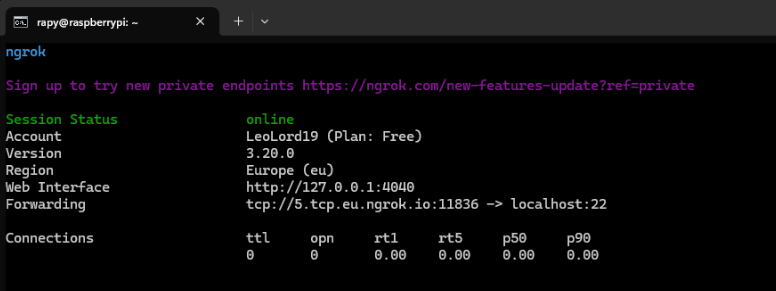 rapy@raspberrypi: ~
ngrok
Sign up to try new private endpoints https://ngrok.com/new-features-update?ref=private
Session Status online
Account LeoLord19 (Plan: Free)
Version 3.20.0
Region Europe (eu)
Web Interface http://127.0.0.1:4040
Forwarding tcp://5.tcp.eu.ngrok.io:11836 -> localhost:22
Connections ttl opn rt1 rt5 p50 p90
0 0 0.00 0.00 0.00 0.00